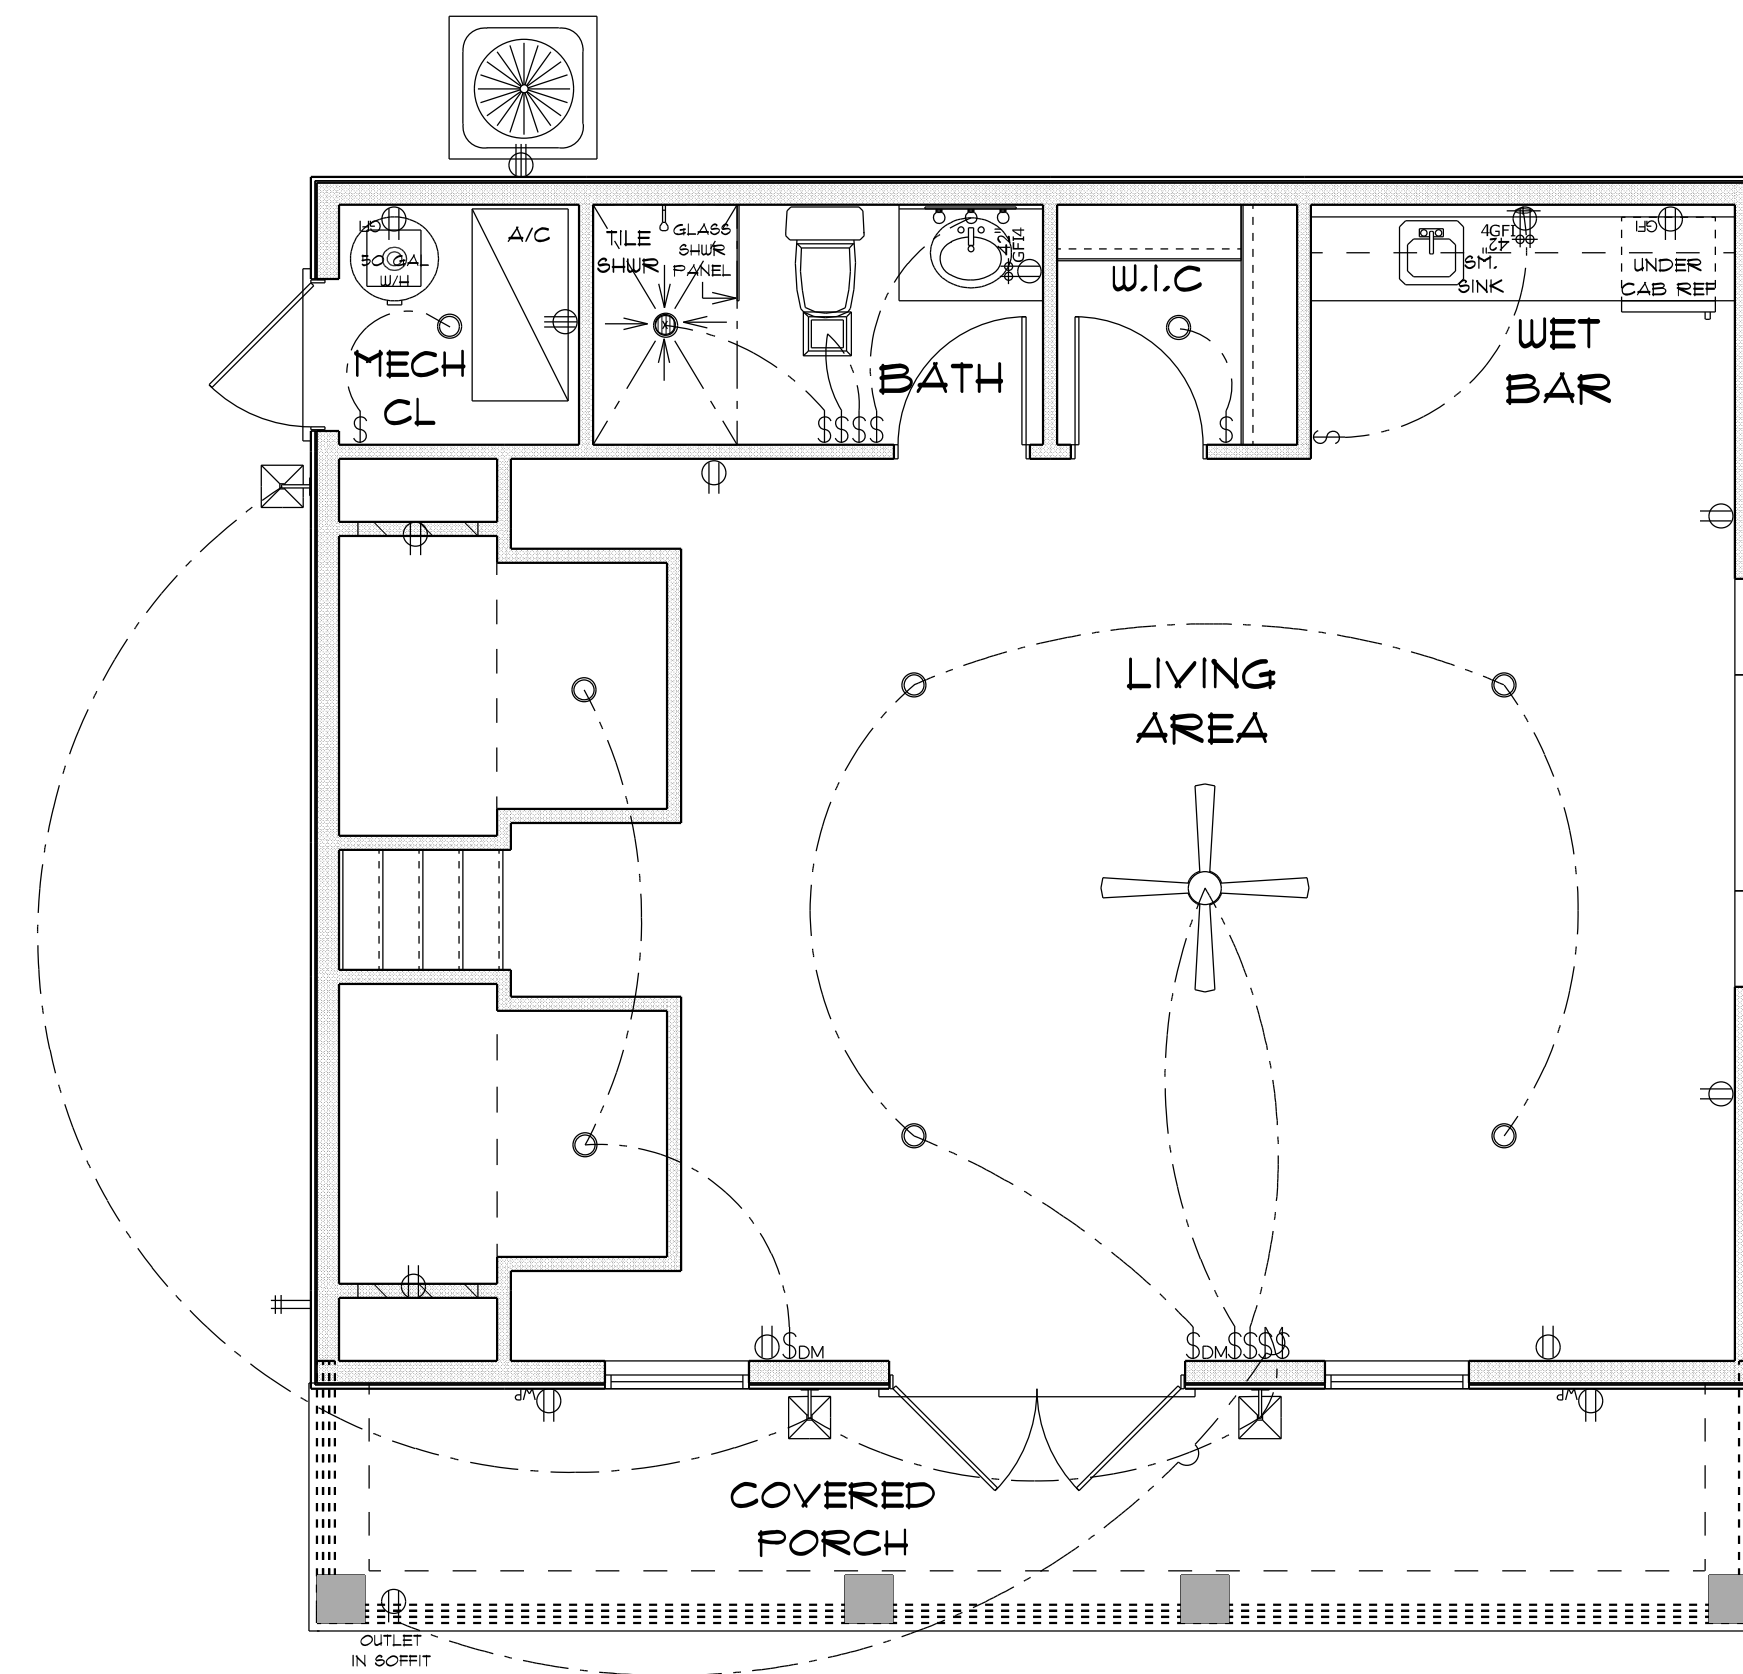 GFI
50 GAL
W/H
A/C
MECH
CL
TILE
SHWR
GLASS
SHWR
PANEL
42"
GFI4
BATH
W.I.C
4GFI
42"
SM.
SINK
GFI
UNDER
CAB REF
WET
BAR
S
S S S S
S
S
LIVING
AREA
S DM
S DM S S S S
WP
WP
COVERED
PORCH
OUTLET
IN SOFFIT